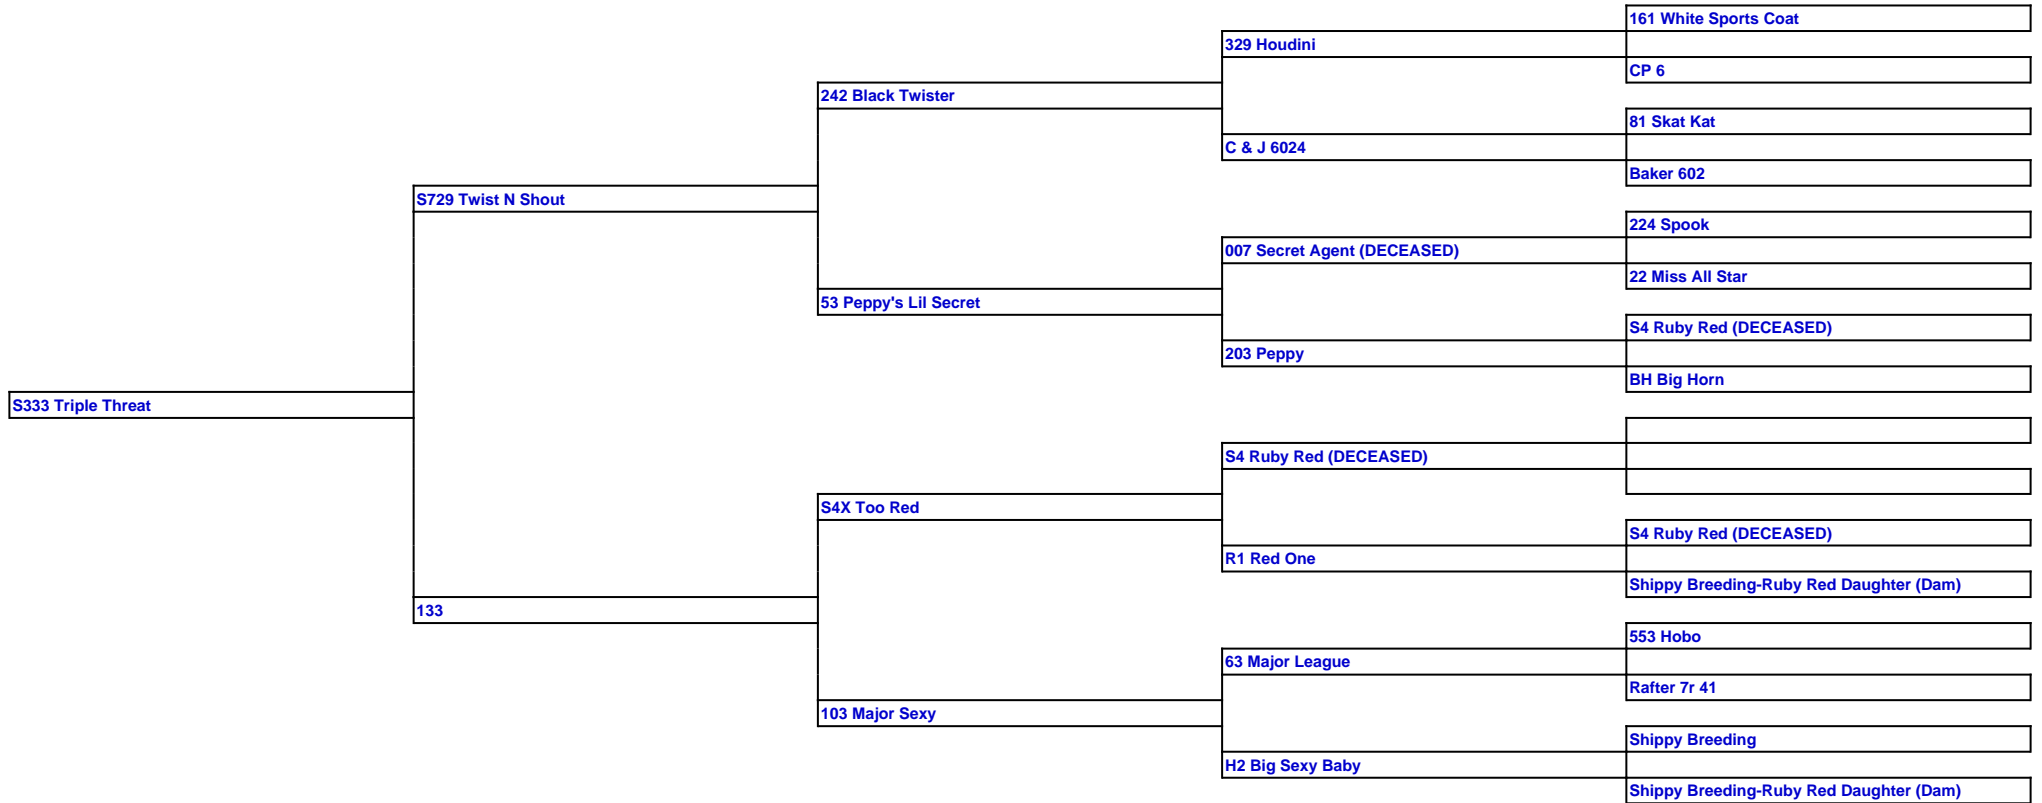 161 White Sports Coat
329 Houdini
CP 6
242 Black Twister
81 Skat Kat
C & J 6024
Baker 602
S729 Twist N Shout
224 Spook
007 Secret Agent (DECEASED)
22 Miss All Star
53 Peppy's Lil Secret
S4 Ruby Red (DECEASED)
203 Peppy
BH Big Horn
S333 Triple Threat
S4 Ruby Red (DECEASED)
S4X Too Red
S4 Ruby Red (DECEASED)
R1 Red One
Shippy Breeding-Ruby Red Daughter (Dam)
133
553 Hobo
63 Major League
Rafter 7r 41
103 Major Sexy
Shippy Breeding
H2 Big Sexy Baby
Shippy Breeding-Ruby Red Daughter (Dam)